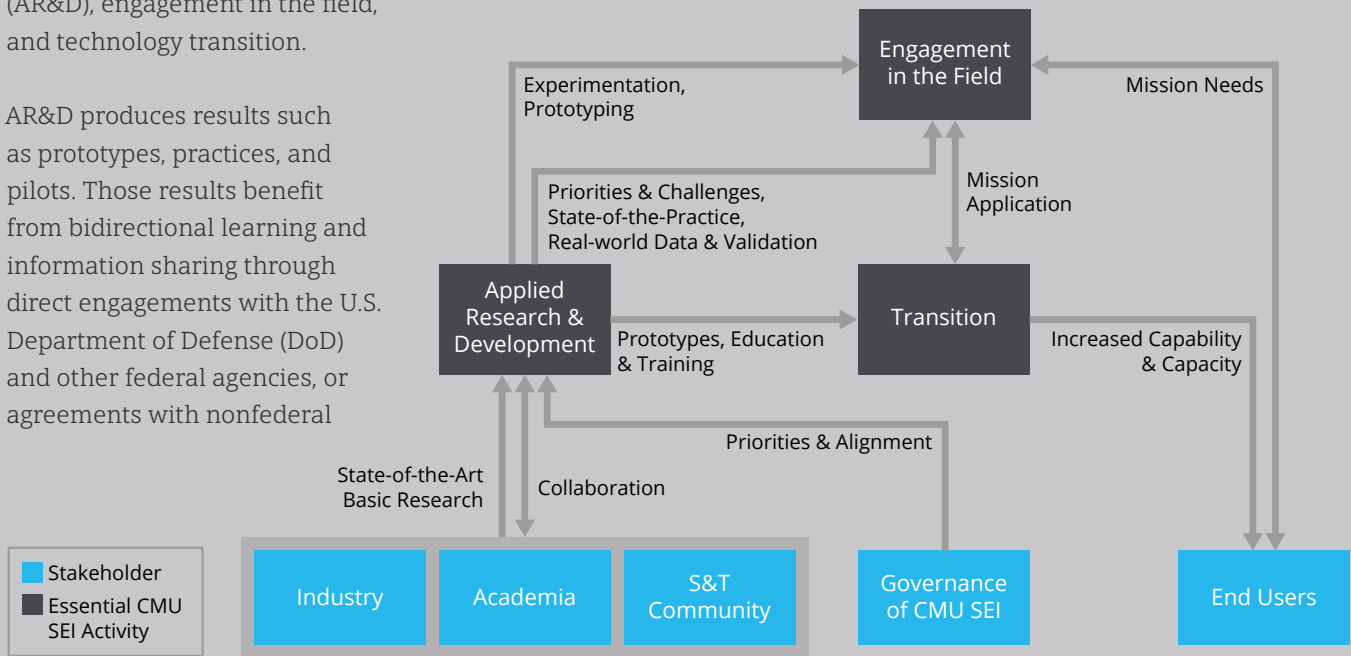 (AR&D), engagement in the field,
and technology transition.
AR&D produces results such
as prototypes, practices, and
pilots. Those results benefit
from bidirectional learning and
information sharing through
direct engagements with the U.S.
Department of Defense (DoD)
and other federal agencies, or
agreements with nonfederal
Engagement
in the Field
Experimentation,
Prototyping
Mission Needs
Priorities & Challenges,
State-of-the-Practice,
Real-world Data & Validation
Mission
Application
Applied
Research &
Development
Prototypes, Education
& Training
Transition
Increased Capability
& Capacity
Priorities & Alignment
State-of-the-Art
Basic Research
Collaboration
Stakeholder
Essential CMU
SEI Activity
Industry
Academia
S&T
Community
Governance
of CMU SEI
End Users